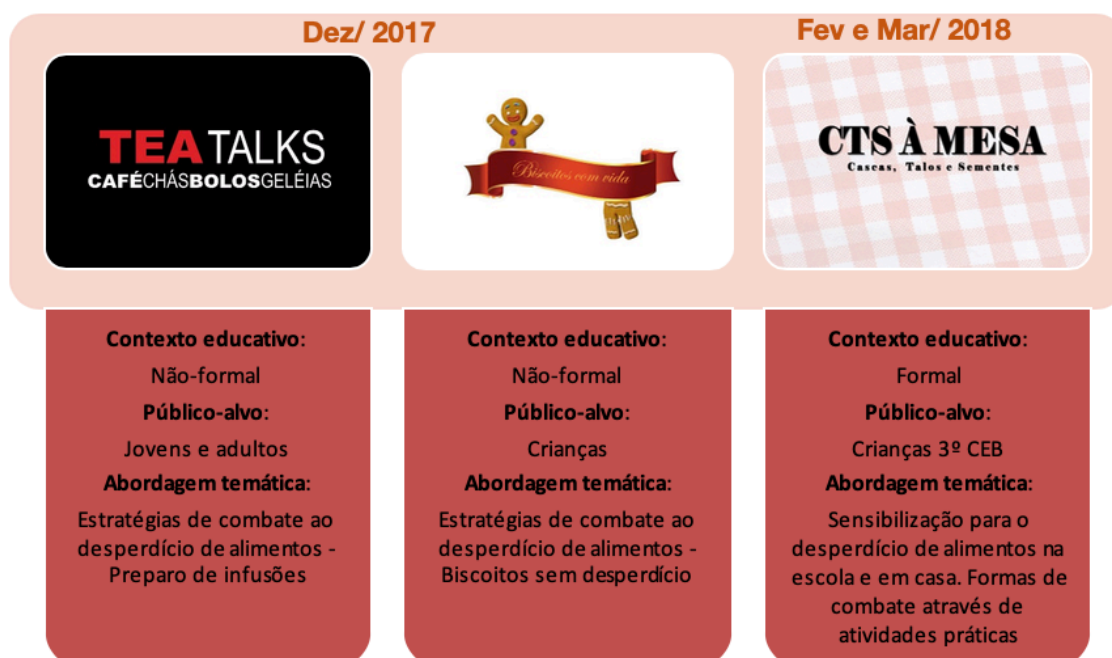 Dez/ 2017
Fev e Mar/ 2018
TEA TALKS
CAFÉCHÁSBOLOSGELÉIAS
Biscoitos com vida
CTS À MESA
Cascas, Talos e Sementes
Contexto educativo:
Não-formal
Público-alvo:
Jovens e adultos
Abordagem temática:
Estratégias de combate ao
desperdício de alimentos -
Preparo de infusões
Contexto educativo:
Não-formal
Público-alvo:
Crianças
Abordagem temática:
Estratégias de combate ao
desperdício de alimentos -
Biscoitos sem desperdício
Contexto educativo:
Formal
Público-alvo:
Crianças 3º CEB
Abordagem temática:
Sensibilização para o
desperdício de alimentos na
escola e em casa. Formas de
combate através de
atividades práticas